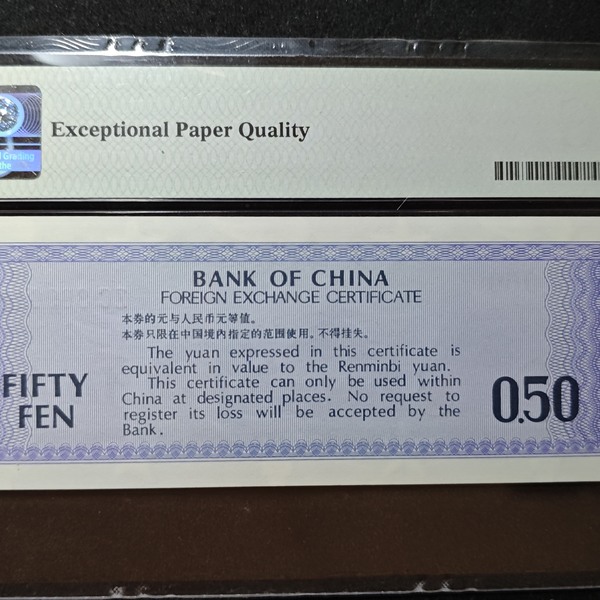 Exceptional Paper Quality
Grading
the
BANK OF CHINA
FOREIGN EXCHANGE CERTIFICATE
本券的元与人民币元等值。
本券只限在中国境内指定的范围使用。不得挂失。
The yuan expressed in this certificate is
equivalent in value to the Renminbi yuan.
This certificate can only be used within
China at designated places. No request to
register its loss will be accepted by the
Bank.
FIFTY
FEN
0.50